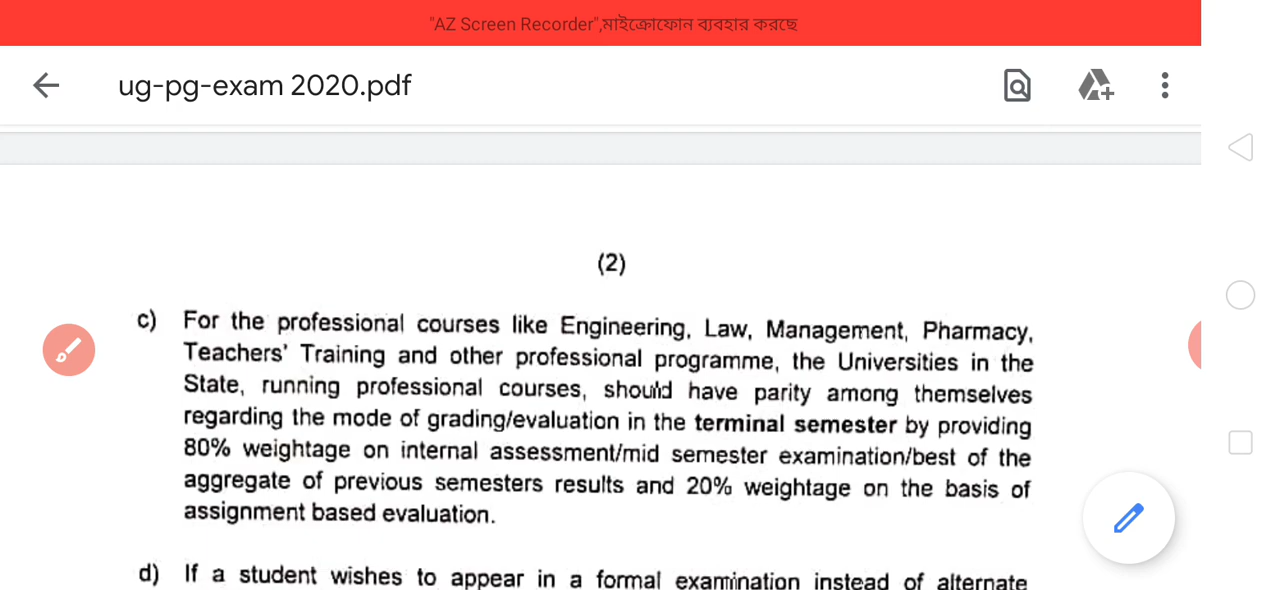 "AZ Screen Recorder",মাইক্রোফোন ব্যবহার করছে
ug-pg-exam 2020.pdf
(2)
c) For the professional courses like Engineering, Law, Management, Pharmacy,
Teachers' Training and other professional programme, the Universities in the
State, running professional courses, should have parity among themselves
regarding the mode of grading/evaluation in the terminal semester by providing
80% weightage on internal assessment/mid semester examination/best of the
aggregate of previous semesters results and 20% weightage on the basis of
assignment based evaluation.
d) If a student wishes to appear in a formal examination instead of alternate